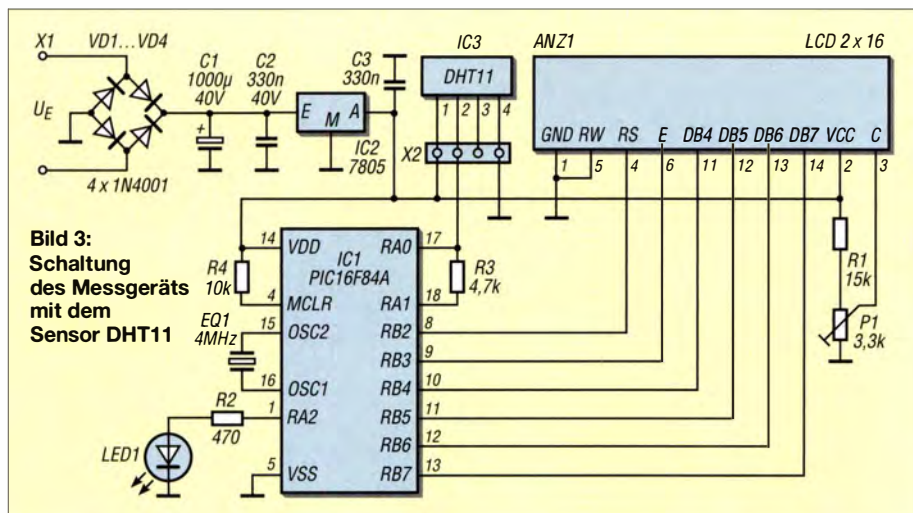 X1
VD1...VD4
C1
1000µ
40V
C2
330n
40V
C3
330n
IC3
DHT11
ANZ1
LCD 2 x 16
U_E
+
E
M
A
IC2
7805
4 x 1N4001
1
2
3
4
X2
GND
RW
RS
E
DB4
DB5
DB6
DB7
VCC
C
1
5
4
6
11
12
13
14
2
3
Bild 3:
Schaltung
des Messgeräts
mit dem
Sensor DHT11
R4
10k
EQ1
4MHz
R2
470
LED1
14
4
15
16
1
5
VDD
MCLR
OSC2
OSC1
RA2
VSS
IC1
PIC16F84A
RA0
RA1
RB2
RB3
RB4
RB5
RB6
RB7
17
18
8
9
10
11
12
13
R3
4,7k
R1
15k
P1
3,3k